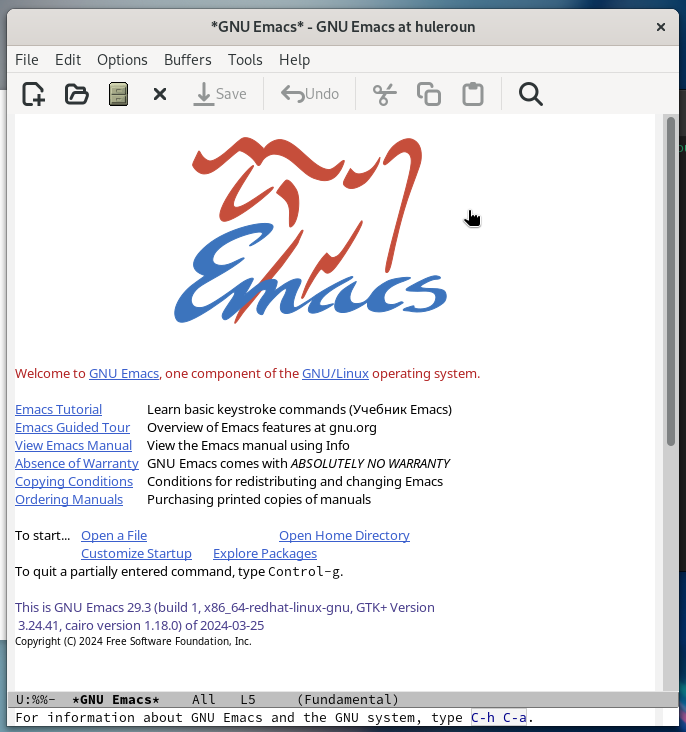 *GNU Emacs* - GNU Emacs at huleroun
File Edit Options Buffers Tools Help
Save Undo
Emacs
Welcome to GNU Emacs, one component of the GNU/Linux operating system.
Emacs Tutorial Learn basic keystroke commands (Учебник Emacs)
Emacs Guided Tour Overview of Emacs features at gnu.org
View Emacs Manual View the Emacs manual using Info
Absence of Warranty GNU Emacs comes with ABSOLUTELY NO WARRANTY
Copying Conditions Conditions for redistributing and changing Emacs
Ordering Manuals Purchasing printed copies of manuals
To start... Open a File Open Home Directory
Customize Startup Explore Packages
To quit a partially entered command, type Control-g.
This is GNU Emacs 29.3 (build 1, x86_64-redhat-linux-gnu, GTK+ Version
3.24.41, cairo version 1.18.0) of 2024-03-25
Copyright (C) 2024 Free Software Foundation, Inc.
U:%%- *GNU Emacs* All L5 (Fundamental)
For information about GNU Emacs and the GNU system, type C-h C-a.